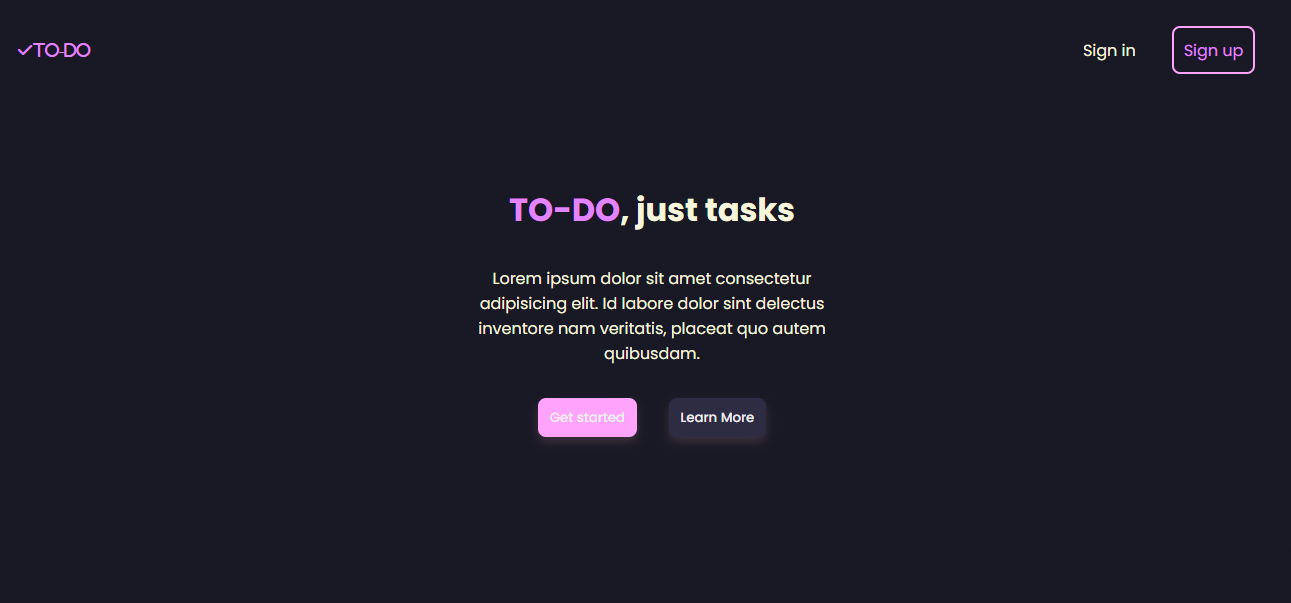 TO-DO
Sign in
Sign up
TO-DO, just tasks
Lorem ipsum dolor sit amet consectetur
adipisicing elit. Id labore dolor sint delectus
inventore nam veritatis, placeat quo autem
quibusdam.
Get started
Learn More